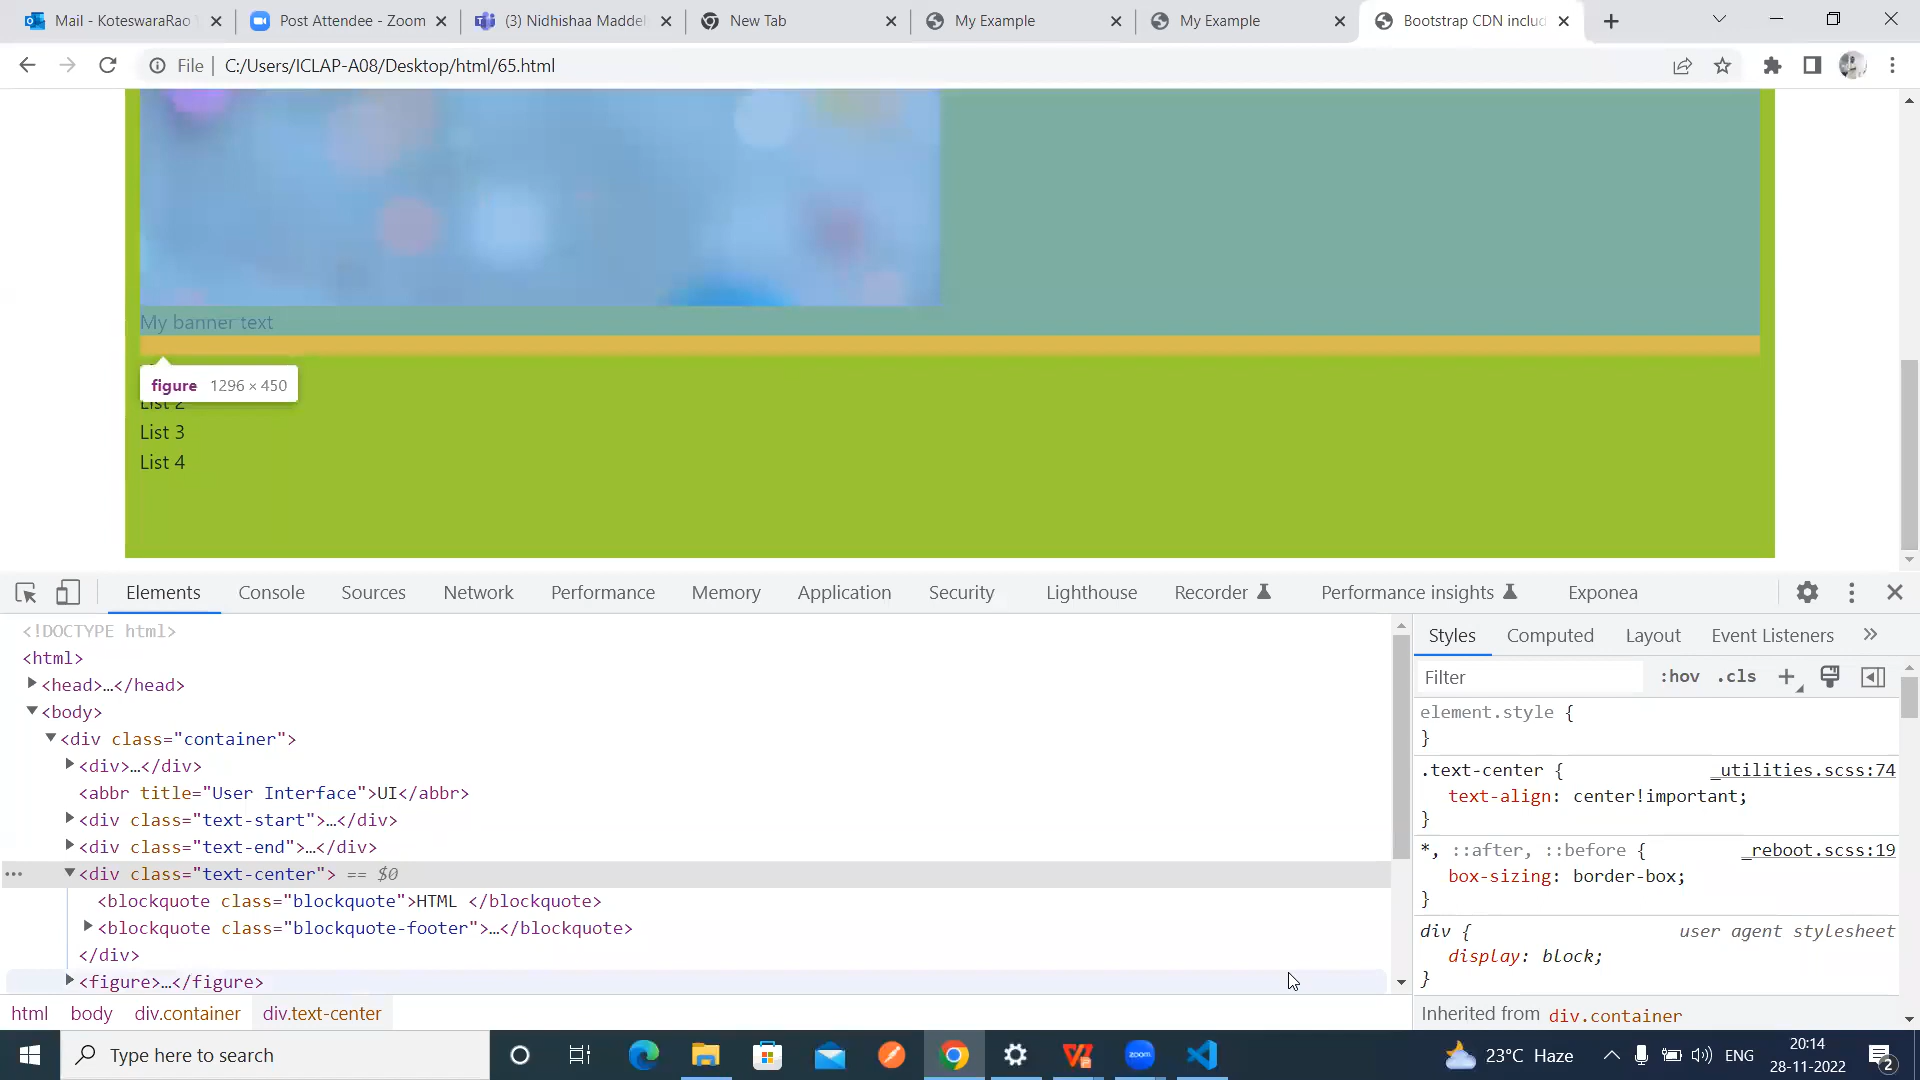 Mail - KoteswaraRao
Post Attendee - Zoom
(3) Nidhishaa Maddel
New Tab
My Example
My Example
Bootstrap CDN includ
File | C:/Users/ICLAP-A08/Desktop/html/65.html
My banner text
figure 1296 × 450
List 2
List 3
List 4
Elements Console Sources Network Performance Memory Application Security Lighthouse Recorder Performance insights Exponea
<!DOCTYPE html>
<html>
<head>…</head>
<body>
<div class="container">
<div>…</div>
<abbr title="User Interface">UI</abbr>
<div class="text-start">…</div>
<div class="text-end">…</div>
<div class="text-center"> == $0
<blockquote class="blockquote">HTML </blockquote>
<blockquote class="blockquote-footer">…</blockquote>
</div>
<figure>…</figure>
html body div.container div.text-center
Styles Computed Layout Event Listeners »
Filter :hov .cls +
element.style {
}
.text-center { _utilities.scss:74
text-align: center!important;
}
*, ::after, ::before { _reboot.scss:19
box-sizing: border-box;
}
div { user agent stylesheet
display: block;
}
Inherited from div.container
Type here to search
zoom
23°C Haze
ENG
20:14
28-11-2022
2